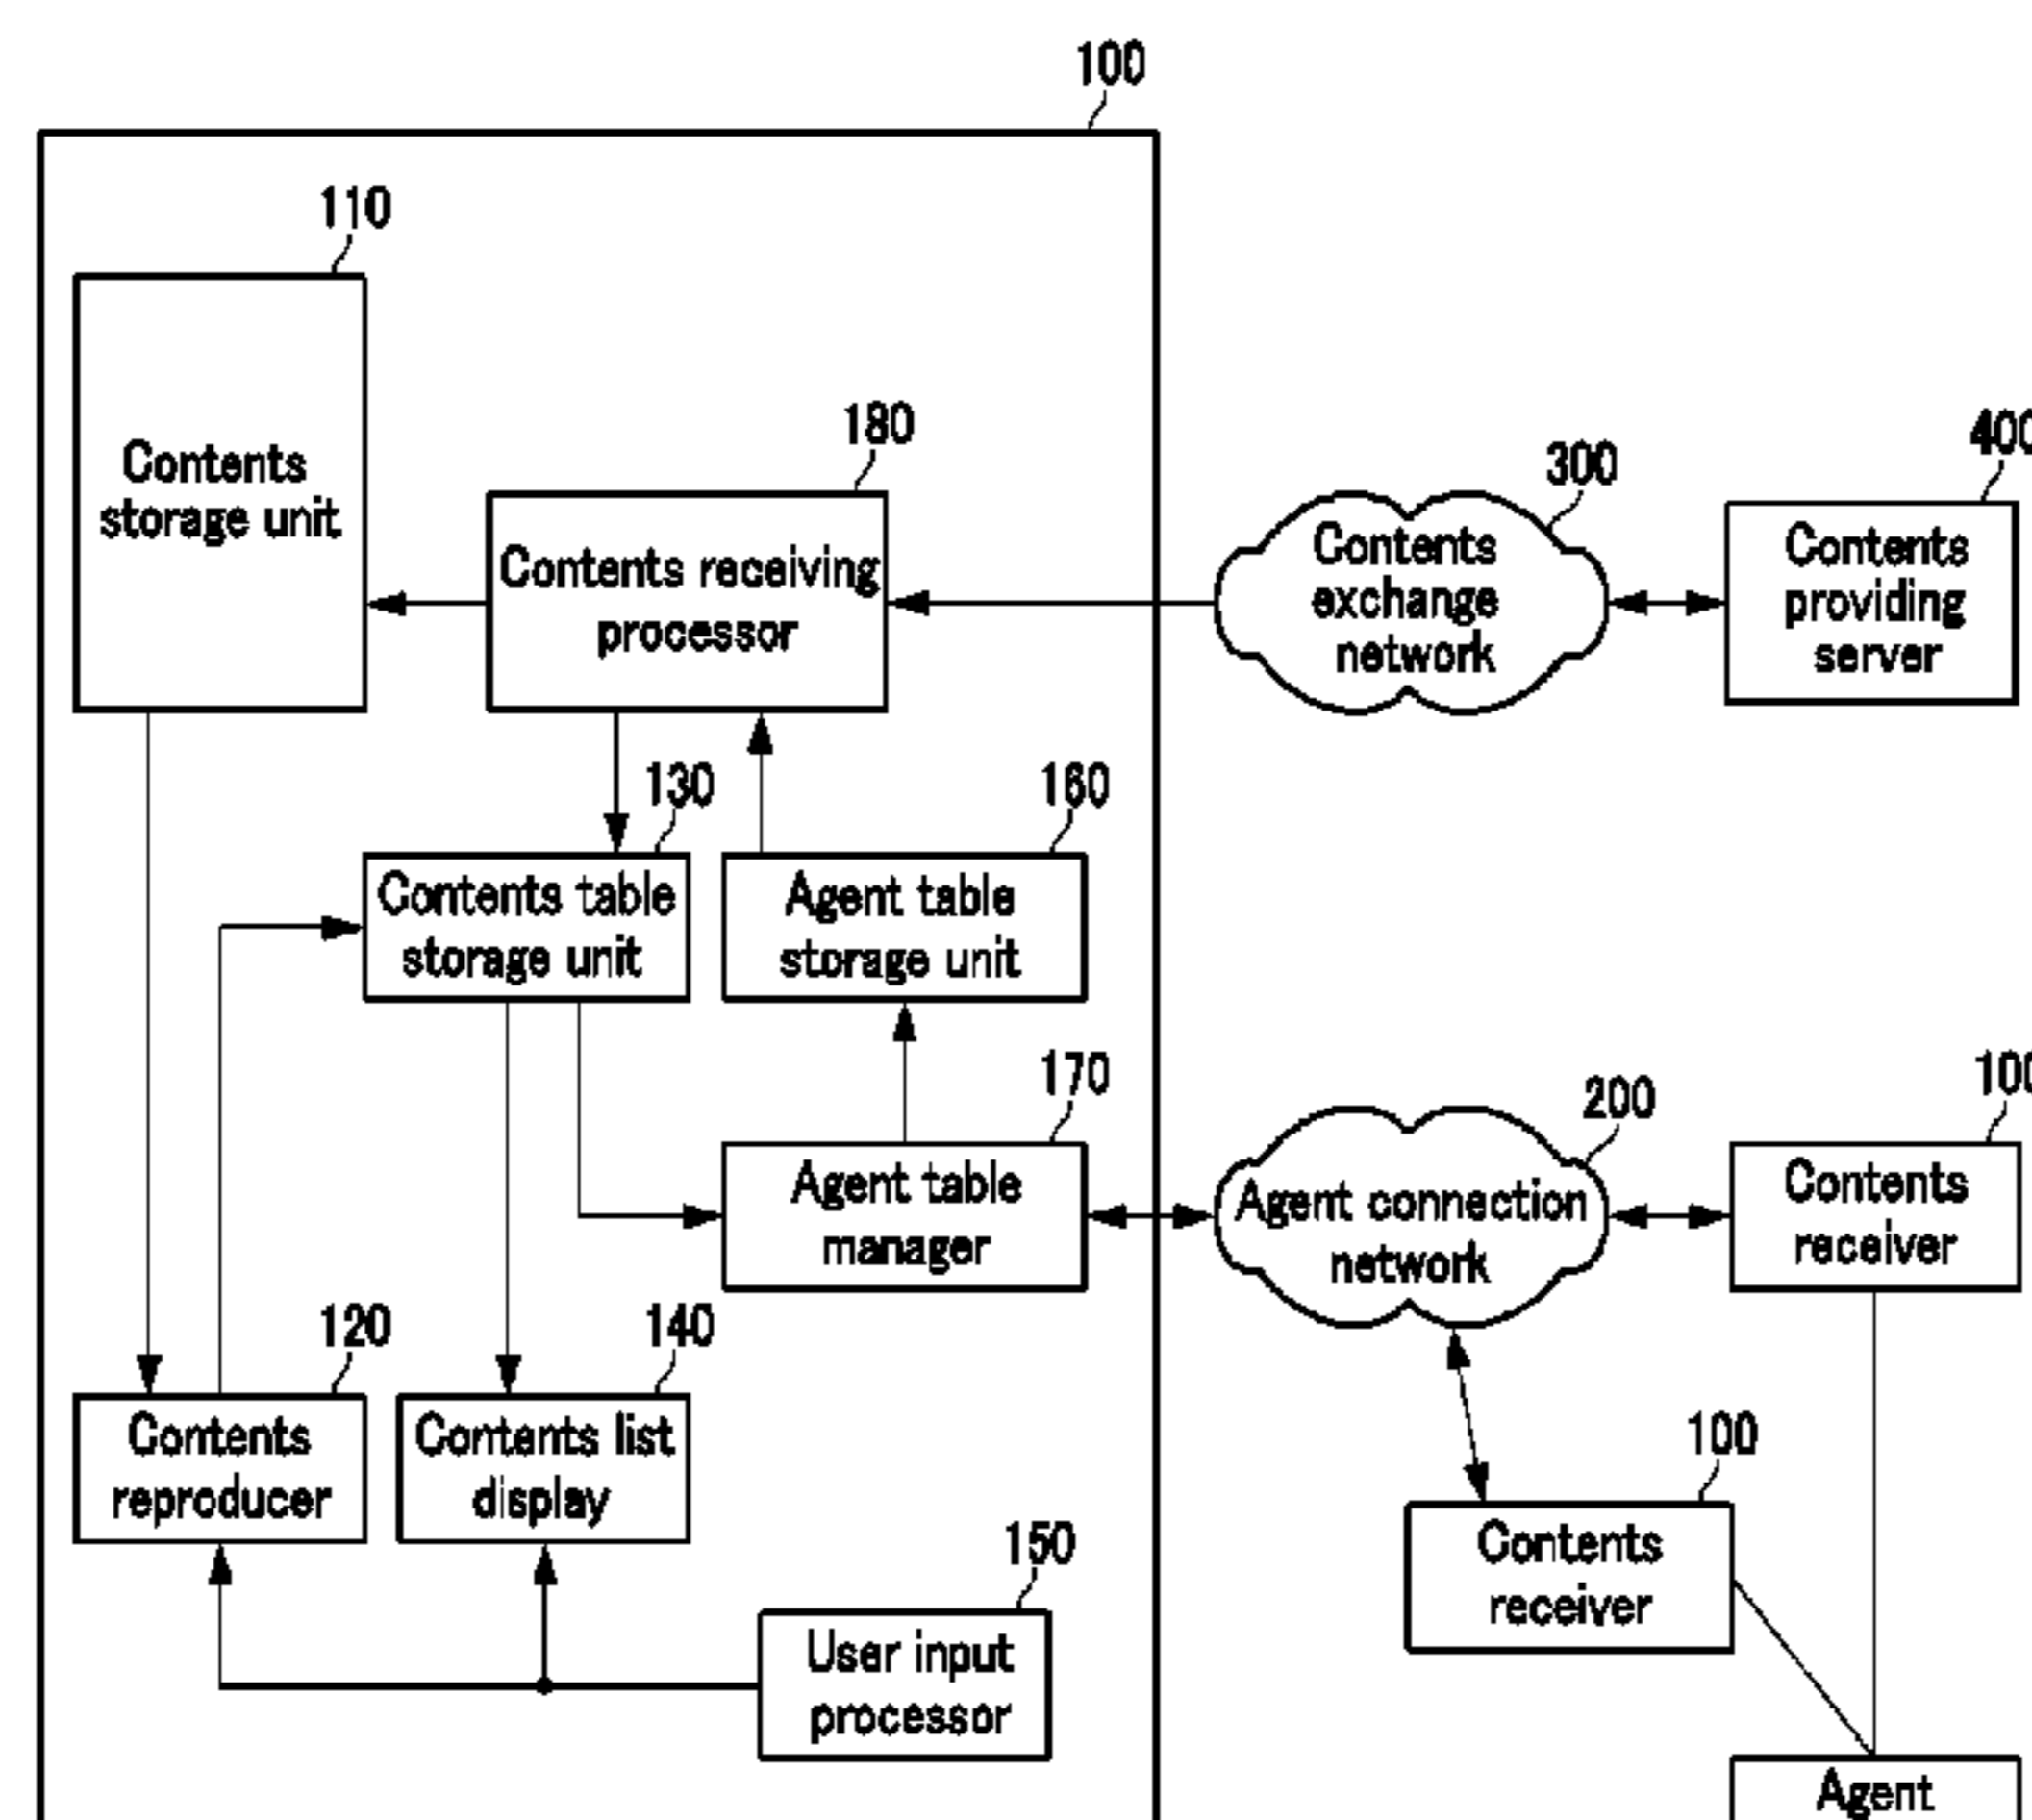 100
110
Contents
storage unit
180
Contents receiving
processor
300
Contents
exchange
network
400
Contents
providing
server
130
Contents table
storage unit
160
Agent table
storage unit
170
Agent table
manager
200
Agent connection
network
100
Contents
receiver
120
Contents
reproducer
140
Contents list
display
100
Contents
receiver
150
User input
processor
Agent